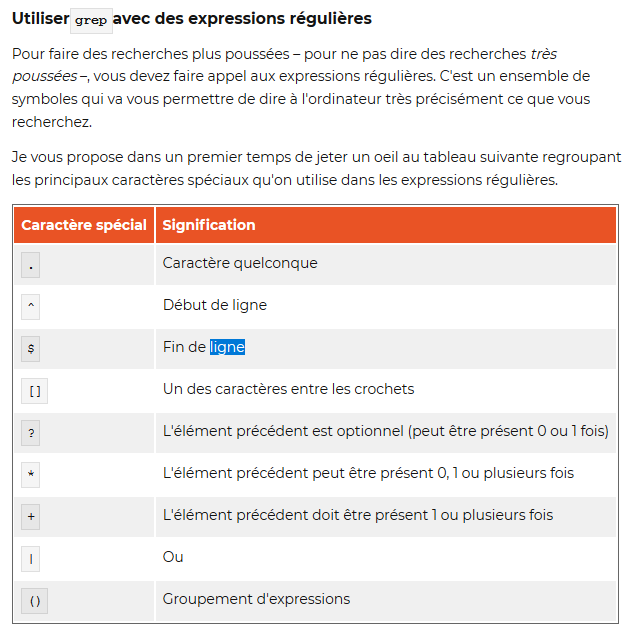 Utiliser grep avec des expressions régulières
Pour faire des recherches plus poussées – pour ne pas dire des recherches très
poussées –, vous devez faire appel aux expressions régulières. C'est un ensemble de
symboles qui va vous permettre de dire à l'ordinateur très précisément ce que vous
recherchez.
Je vous propose dans un premier temps de jeter un oeil au tableau suivante regroupant
les principaux caractères spéciaux qu'on utilise dans les expressions régulières.
Caractère spécial Signification
. Caractère quelconque
^ Début de ligne
$ Fin de ligne
[] Un des caractères entre les crochets
? L'élément précédent est optionnel (peut être présent 0 ou 1 fois)
* L'élément précédent peut être présent 0, 1 ou plusieurs fois
+ L'élément précédent doit être présent 1 ou plusieurs fois
| Ou
() Groupement d'expressions